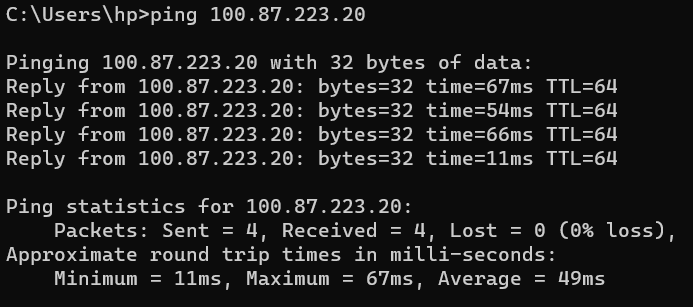 C:\Users\hp>ping 100.87.223.20
Pinging 100.87.223.20 with 32 bytes of data:
Reply from 100.87.223.20: bytes=32 time=67ms TTL=64
Reply from 100.87.223.20: bytes=32 time=54ms TTL=64
Reply from 100.87.223.20: bytes=32 time=66ms TTL=64
Reply from 100.87.223.20: bytes=32 time=11ms TTL=64
Ping statistics for 100.87.223.20:
    Packets: Sent = 4, Received = 4, Lost = 0 (0% loss),
Approximate round trip times in milli-seconds:
    Minimum = 11ms, Maximum = 67ms, Average = 49ms